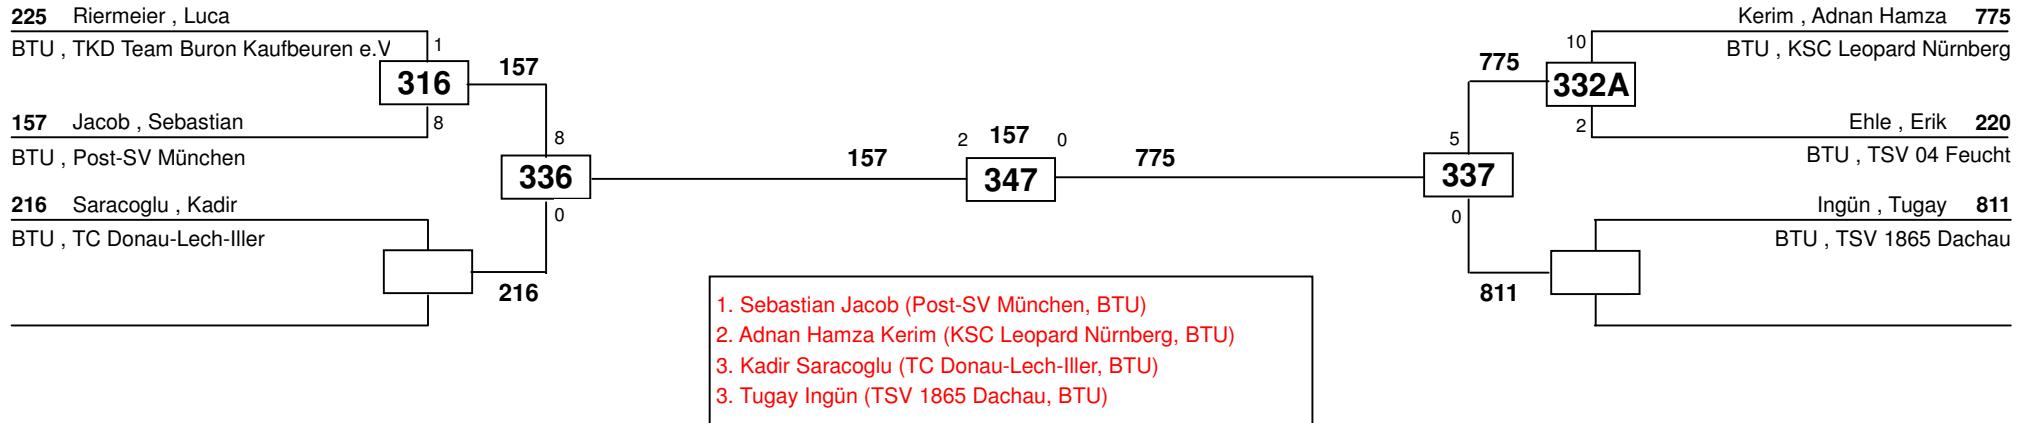 225 Riermeier , Luca
BTU , TKD Team Buron Kaufbeuren e.V
1
316
157
157 Jacob , Sebastian
8
BTU , Post-SV München
8
336
0
216 Saracoglu , Kadir
BTU , TC Donau-Lech-Iller
216
157
2 157 0
347
775
Kerim , Adnan Hamza 775
BTU , KSC Leopard Nürnberg
10
332A
775
2
Ehle , Erik 220
BTU , TSV 04 Feucht
5
337
0
Ingün , Tugay 811
BTU , TSV 1865 Dachau
811
1. Sebastian Jacob (Post-SV München, BTU)
2. Adnan Hamza Kerim (KSC Leopard Nürnberg, BTU)
3. Kadir Saracoglu (TC Donau-Lech-Iller, BTU)
3. Tugay Ingün (TSV 1865 Dachau, BTU)